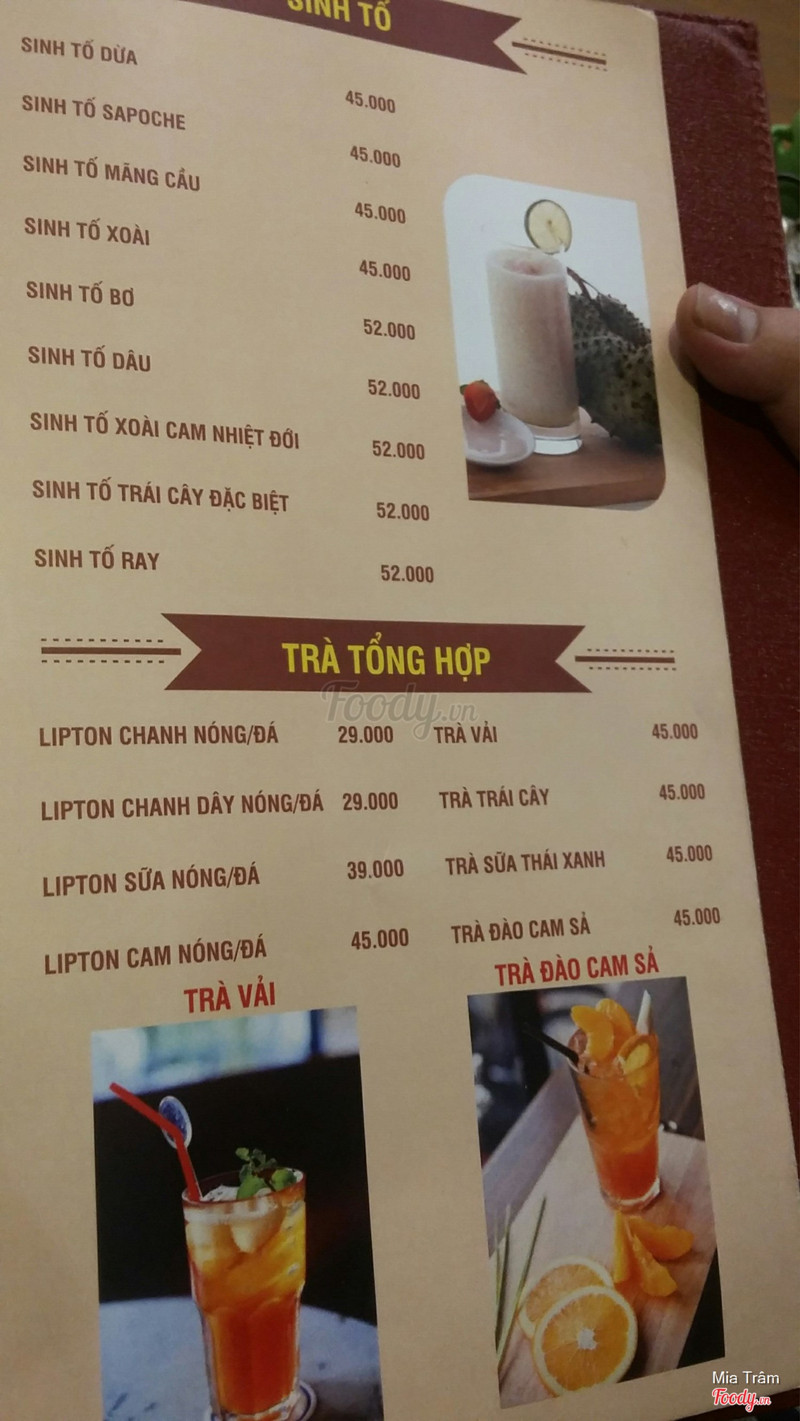 SINH TỐ
SINH TỐ DỪA 45.000
SINH TỐ SAPOCHE 45.000
SINH TỐ MÃNG CẦU 45.000
SINH TỐ XOÀI 45.000
SINH TỐ BƠ 52.000
SINH TỐ DÂU 52.000
SINH TỐ XOÀI CAM NHIỆT ĐỚI 52.000
SINH TỐ TRÁI CÂY ĐẶC BIỆT 52.000
SINH TỐ RAY 52.000
TRÀ TỔNG HỢP
Foody.vn
LIPTON CHANH NÓNG/ĐÁ 29.000 TRÀ VẢI 45.000
LIPTON CHANH DÂY NÓNG/ĐÁ 29.000 TRÀ TRÁI CÂY 45.000
LIPTON SỮA NÓNG/ĐÁ 39.000 TRÀ SỮA THÁI XANH 45.000
LIPTON CAM NÓNG/ĐÁ 45.000 TRÀ ĐÀO CAM SẢ 45.000
TRÀ VẢI TRÀ ĐÀO CAM SẢ
Mia Trâm
Foody.vn